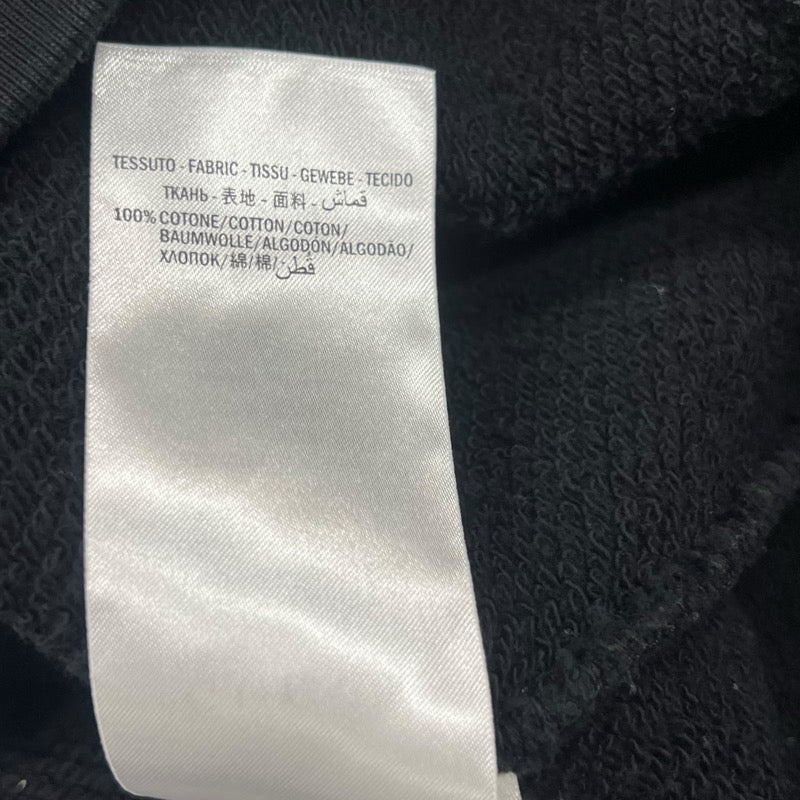 TESSUTO - FABRIC - TISSU - GEWEBE - TECIDO
ТКАНЬ - 表地 - 面料 - قماش
100% COTONE/COTTON/COTON/
BAUMWOLLE/ALGODÓN/ALGODÃO/
ХЛОПОК/綿/棉/قطن